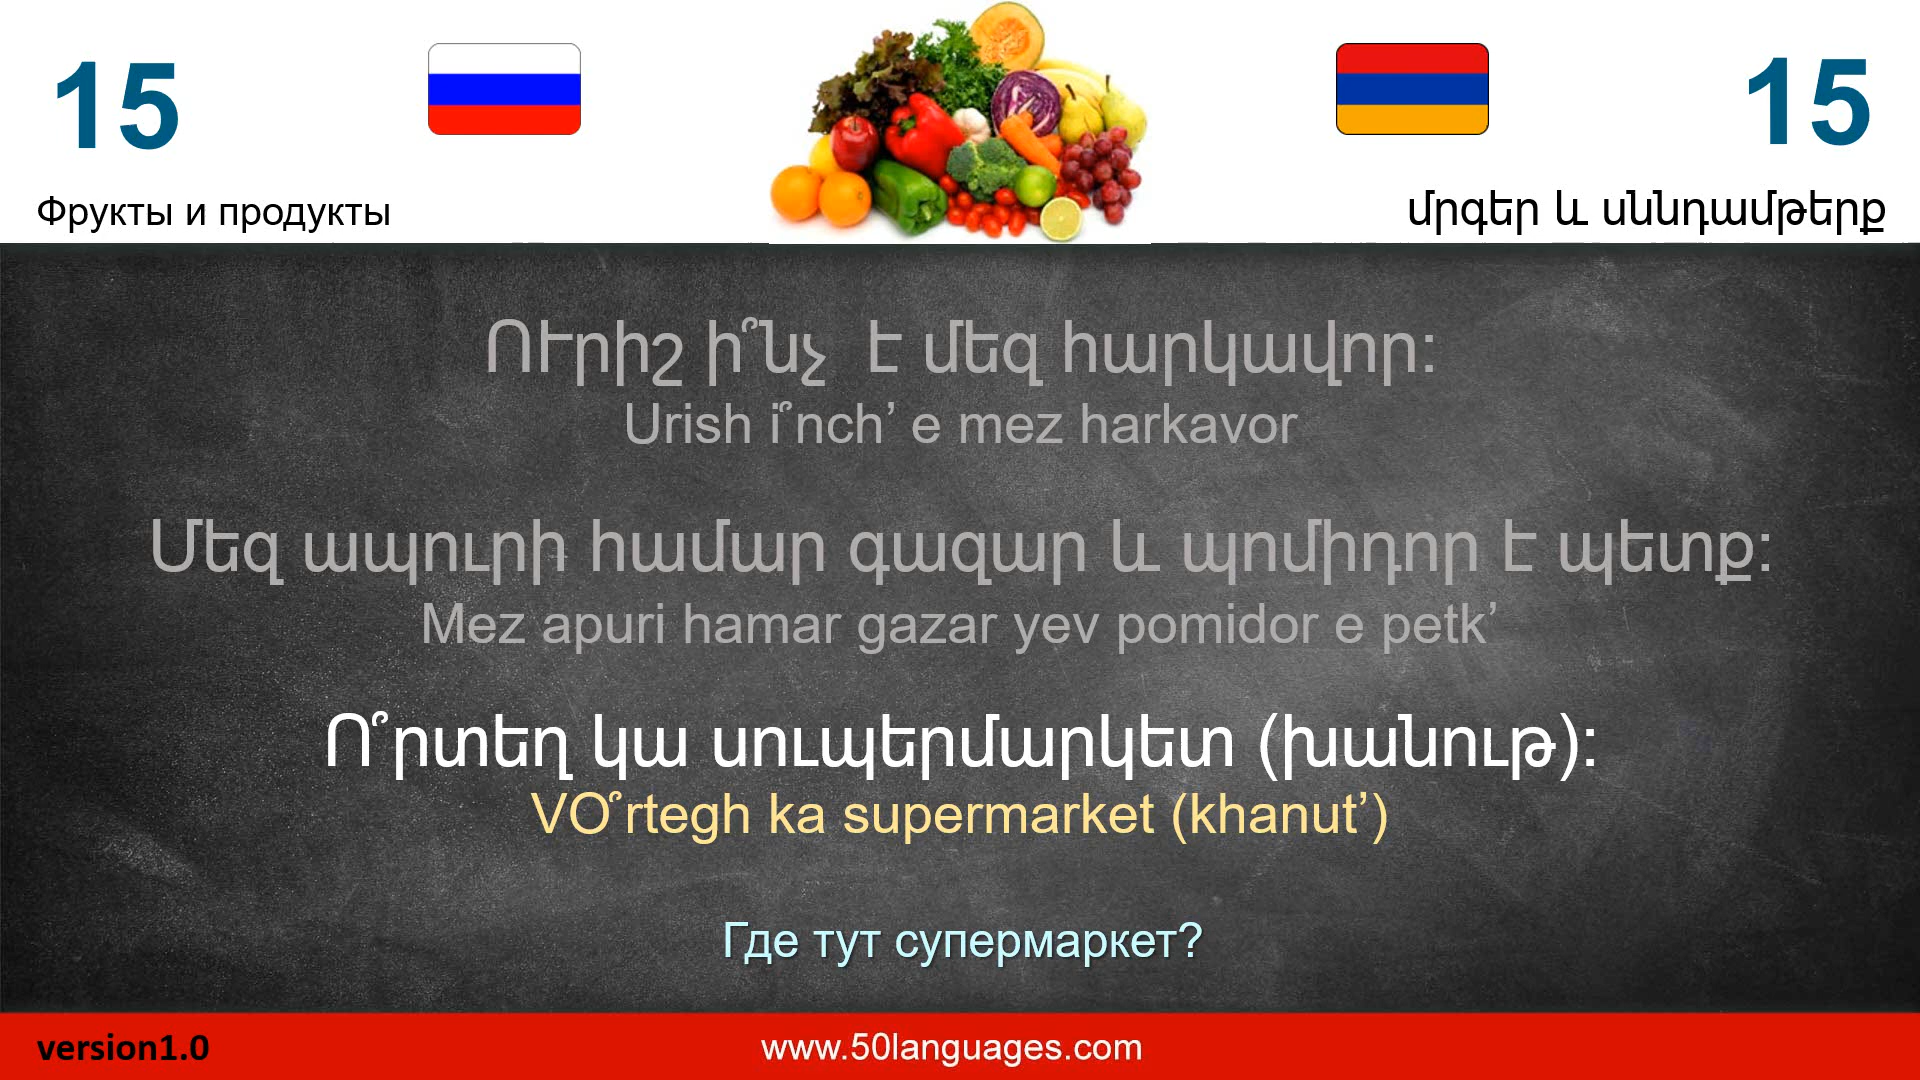 15
15
Фрукты и продукты
մրգեր և սննդամթերք
ՈՒրիշ ի՞նչ  է մեզ հարկավոր:
Urish i՞nch’ e mez harkavor
Մեզ ապուրի համար գազար և պոմիդոր է պետք:
Mez apuri hamar gazar yev pomidor e petk’
Ո՞րտեղ կա սուպերմարկետ (խանութ):
VO՞rtegh ka supermarket (khanut’)
Где тут супермаркет?
version1.0
www.50languages.com